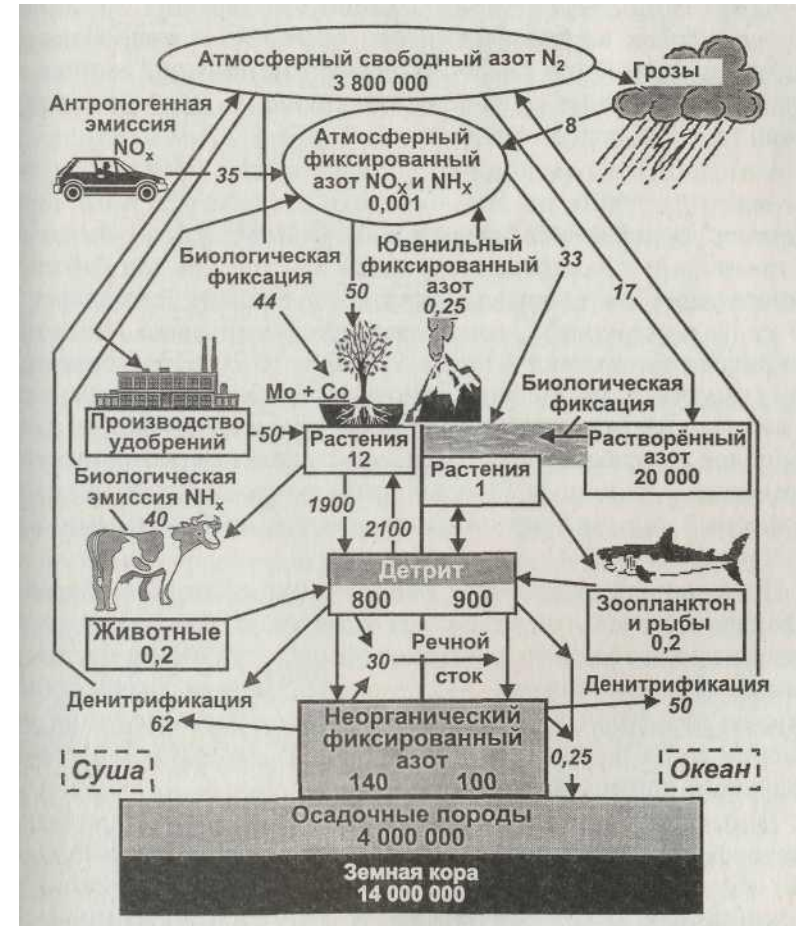 Атмосферный свободный азот N₂
3 800 000
Грозы
Антропогенная
эмиссия
NOₓ
8
Атмосферный
фиксированный
азот NOₓ и NHₓ
0,001
35
Биологическая
фиксация
44
50
Ювенильный
фиксированный
азот
0,25
33
17
Mo + Co
Биологическая
фиксация
Производство
удобрений
50
Растения
12
Растения
1
Растворённый
азот
20 000
Биологическая
эмиссия NHₓ
40
1900
2100
Детрит
800 900
Животные
0,2
Зоопланктон
и рыбы
0,2
30
Речной
сток
Денитрификация
62
Денитрификация
50
Неорганический
фиксированный
азот
140 100
0,25
Суша
Океан
Осадочные породы
4 000 000
Земная кора
14 000 000